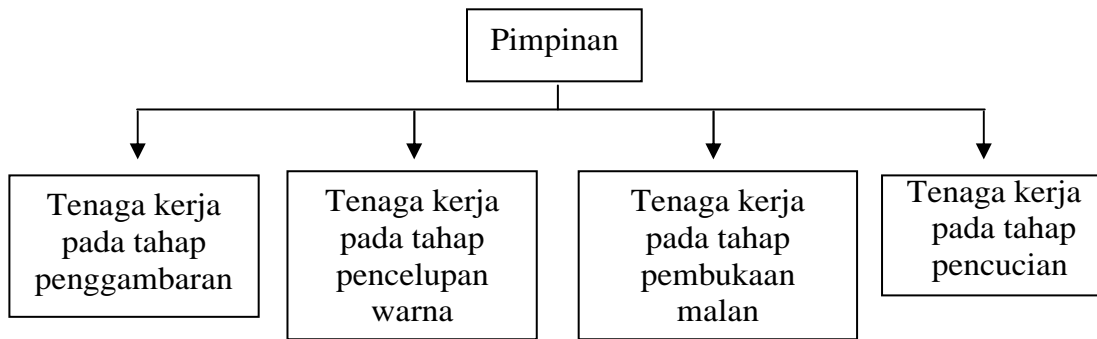 Pimpinan
Tenaga kerja
pada tahap
penggambaran
Tenaga kerja
pada tahap
pencelupan
warna
Tenaga kerja
pada tahap
pembukaan
malan
Tenaga kerja
pada tahap
pencucian